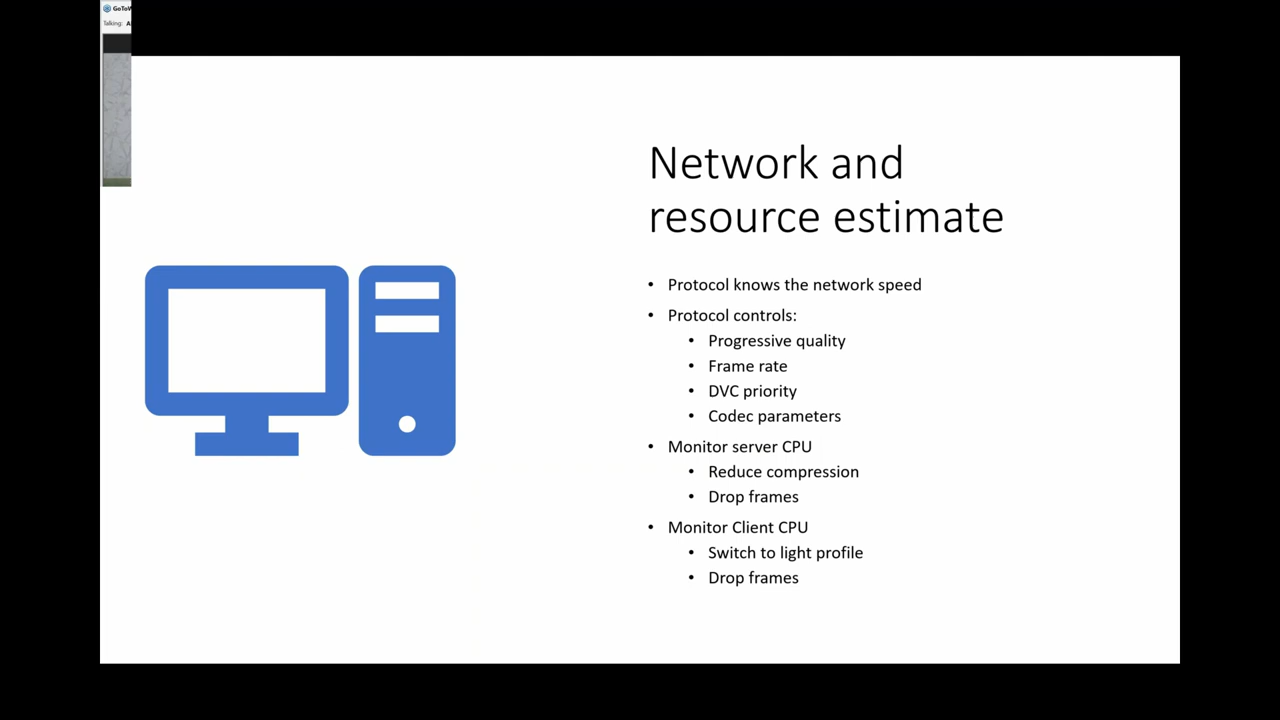 Talking:
Network and
resource estimate
• Protocol knows the network speed
• Protocol controls:
• Progressive quality
• Frame rate
• DVC priority
• Codec parameters
• Monitor server CPU
• Reduce compression
• Drop frames
• Monitor Client CPU
• Switch to light profile
• Drop frames